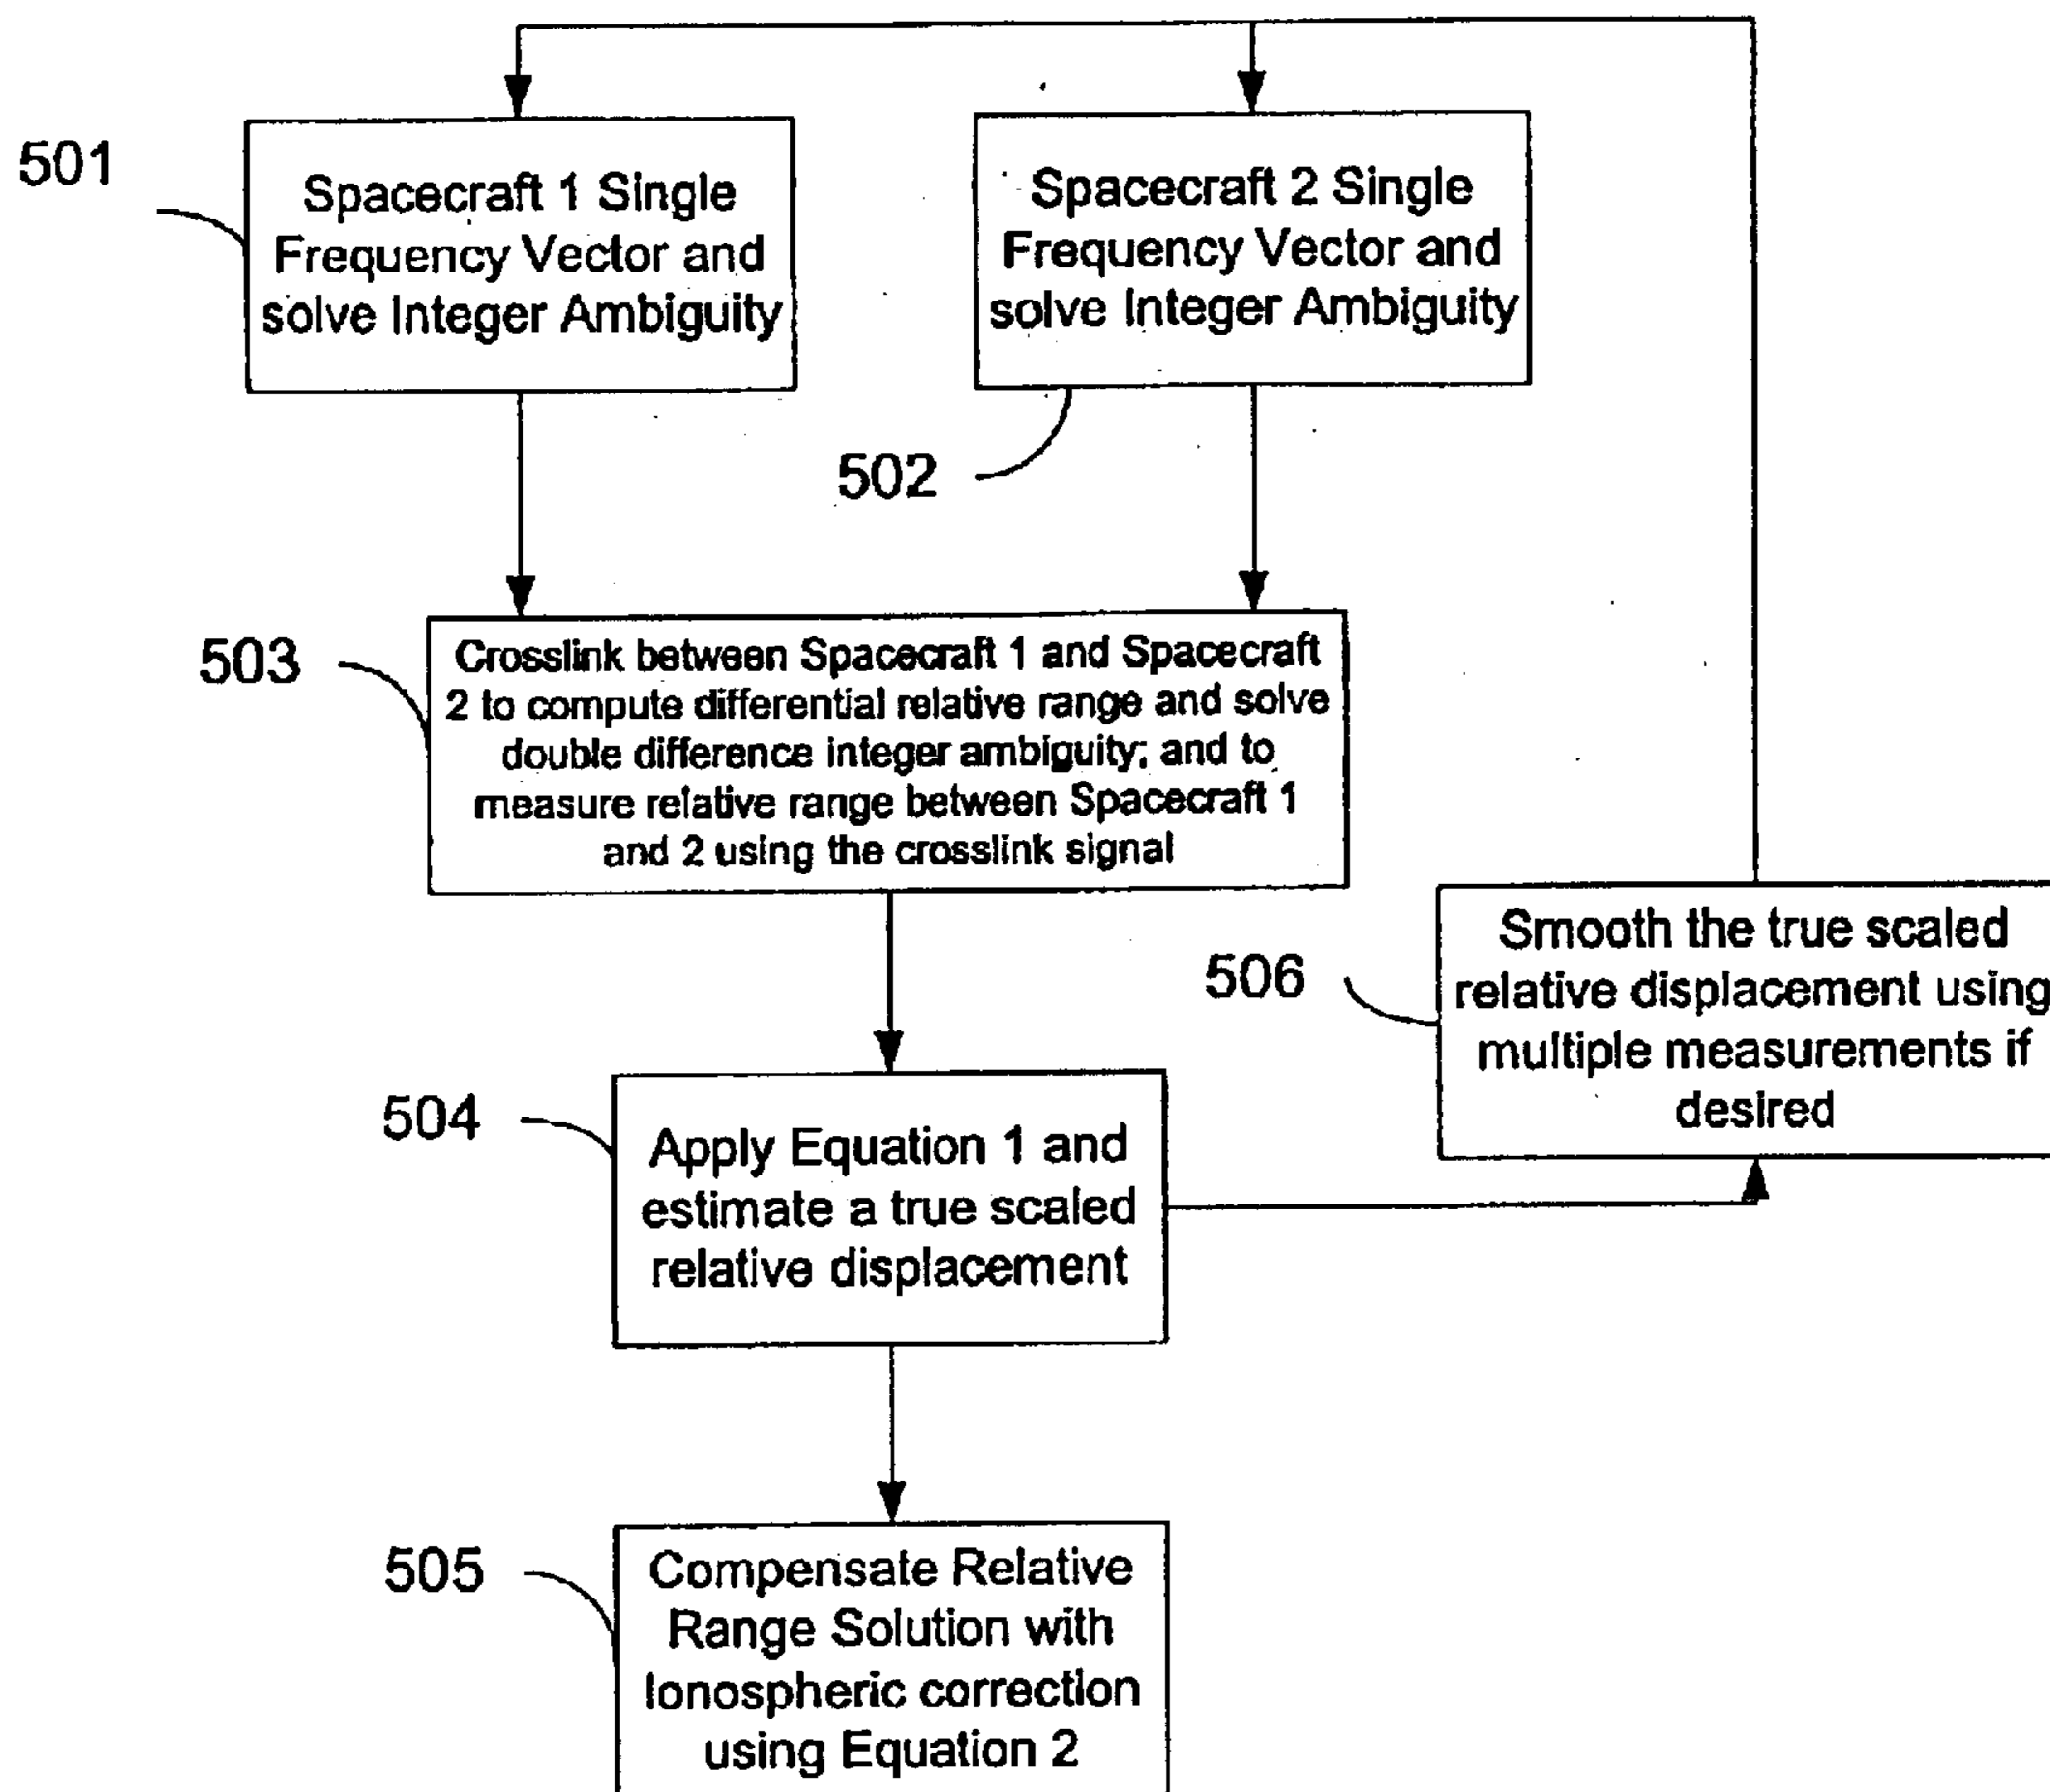 501
Spacecraft 1 Single
Frequency Vector and
solve Integer Ambiguity
Spacecraft 2 Single
Frequency Vector and
solve Integer Ambiguity
502
503
Crosslink between Spacecraft 1 and Spacecraft
2 to compute differential relative range and solve
double difference integer ambiguity; and to
measure relative range between Spacecraft 1
and 2 using the crosslink signal
506
Smooth the true scaled
relative displacement using
multiple measurements if
desired
504
Apply Equation 1 and
estimate a true scaled
relative displacement
505
Compensate Relative
Range Solution with
Ionospheric correction
using Equation 2